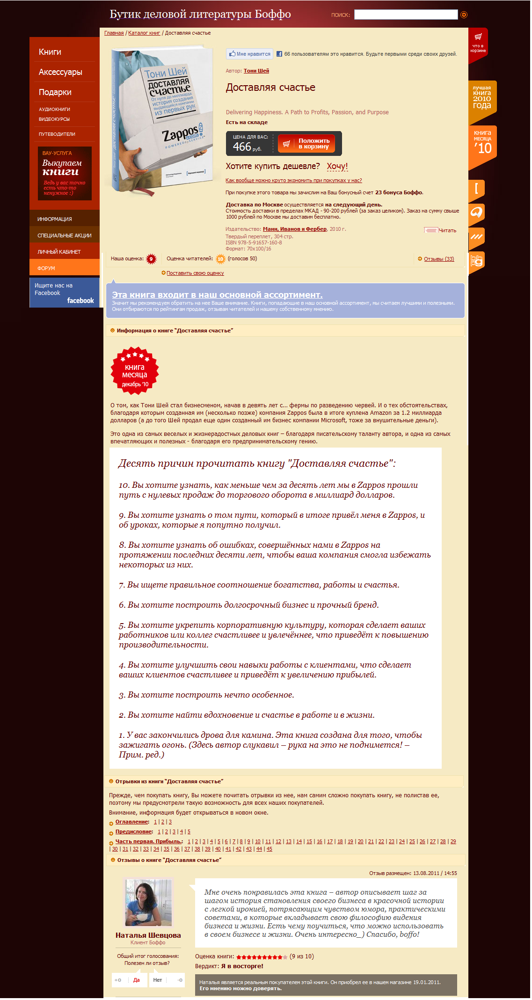 Бутик деловой литературы Боффо
ПОИСК:
Главная / Каталог книг / Доставляя счастье
что в
корзине
Книги
Аксессуары
Подарки
АУДИОКНИГИ
ВИДЕОКУРСЫ
ПУТЕВОДИТЕЛИ
ВАУ-УСЛУГА
Выкупаем
книги
Ведь у вас точно
есть что-то
ненужное :)
ИНФОРМАЦИЯ
СПЕЦИАЛЬНЫЕ АКЦИИ
ЛИЧНЫЙ КАБИНЕТ
ФОРУМ
Ищите нас на
Facebook
facebook
Тони Шей
ДОСТАВЛЯЯ
счастье
От нуля до миллиарда:
история создания
выдающейся компании
из первых рук
Zappos
.com
POWERED by SERVICE™
доставляя счастье
Мне нравится
66 пользователям это нравится. Будьте первыми среди своих друзей.
Автор: Тони Шей
Доставляя счастье
Delivering Happiness. A Path to Profits, Passion, and Purpose
Есть на складе
ЦЕНА ДЛЯ ВАС:
466 руб.
Положить
в корзину
Хотите купить дешевле? Хочу!
Как вообще можно круто экономить при покупках у нас?
При покупке этого товара мы зачислим на Ваш бонусный счет 23 бонуса Боффо.
Доставка по Москве осуществляется на следующий день.
Стоимость доставки в пределах МКАД - 90-200 рублей (за заказ целиком). Заказ на сумму свыше
1000 рублей по Москве мы доставим бесплатно.
Издательство: Манн, Иванов и Фербер, 2010 г.
Читать
Твердый переплет, 304 стр.
ISBN 978-5-91657-160-8
Формат: 70x100/16
лучшая
книга
2010
года
книга
месяца
'10
Наша оценка: 9
Оценка читателей: 10 (голосов 50)
Отзывы (33)
Поставить свою оценку
Эта книга входит в наш основной ассортимент.
Значит мы рекомендуем обратить на нее Ваше внимание. Книги, попадающие в наш основной ассортимент, мы считаем лучшими и полезными.
Они отбираются по рейтингам продаж, отзывам читателей и нашему собственному мнению.
Информация о книге “Доставляя счастье”
книга
месяца
декабрь '10
О том, как Тони Шей стал бизнесменом, начав в девять лет с... фермы по разведению червей. И о тех обстоятельствах,
благодаря которым созданная им (несколько позже) компания Zappos была в итоге куплена Amazon за 1.2 миллиарда
долларов (а до того Шей продал еще один созданный им бизнес компании Microsoft, тоже за внушительные деньги).
Это одна из самых веселых и жизнерадостных деловых книг – благодаря писательскому таланту автора, и одна из самых
впечатляющих и полезных - благодаря его предпринимательскому гению.
Десять причин прочитать книгу "Доставляя счастье":
10. Вы хотите узнать, как меньше чем за десять лет мы в Zappos прошли
путь с нулевых продаж до торгового оборота в миллиард долларов.
9. Вы хотите узнать о том пути, который в итоге привёл меня в Zappos, и
об уроках, которые я попутно получил.
8. Вы хотите узнать об ошибках, совершённых нами в Zappos на
протяжении последних десяти лет, чтобы ваша компания смогла избежать
некоторых из них.
7. Вы ищете правильное соотношение богатства, работы и счастья.
6. Вы хотите построить долгосрочный бизнес и прочный бренд.
5. Вы хотите укрепить корпоративную культуру, которая сделает ваших
работников или коллег счастливее и увлечённее, что приведёт к повышению
производительности.
4. Вы хотите улучшить свои навыки работы с клиентами, что сделает
ваших клиентов счастливее и приведёт к увеличению прибылей.
3. Вы хотите построить нечто особенное.
2. Вы хотите найти вдохновение и счастье в работе и в жизни.
1. У вас закончились дрова для камина. Эта книга создана для того, чтобы
зажигать огонь. (Здесь автор слукавил – рука на это не поднимется! –
Прим. ред.)
Отрывки из книги “Доставляя счастье”
Прежде, чем покупать книгу, Вы можете почитать отрывки из нее, нам самим сложно покупать книгу, не полистав ее,
поэтому мы предусмотрели такую возможность для всех наших покупателей.
Внимание, информация будет открываться в новом окне.
Оглавление: 1 | 2 | 3
Предисловие: 1 | 2 | 3 | 4 | 5
Часть первая. Прибыль.: 1 | 2 | 3 | 4 | 5 | 6 | 7 | 8 | 9 | 10 | 11 | 12 | 13 | 14 | 15 | 16 | 17 | 18 | 19 | 20 | 21 | 22 | 23 | 24 | 25 | 26 | 27 | 28 | 29
| 30 | 31 | 32 | 33 | 34 | 35 | 36 | 37 | 38 | 39 | 40 | 41 | 42 | 43 | 44 | 45
Отзывы о книге “Доставляя счастье”
Отзыв размещен: 13.08.2011 / 14:55
Мне очень понравилась эта книга – автор описывает шаг за
шагом история становления своего бизнеса в красочной истории
с легкой иронией, потрясающим чувством юмора, практическими
советами, в которые вкладывает свою философию видения
бизнеса и жизни. Есть чему поучиться, что можно использовать
в своем бизнесе и жизни. Очень интересно_) Спасибо, boffo!
Наталья Шевцова
Клиент Боффо
Общий итог голосования:
Полезен ли отзыв?
+0 Да Нет -0
Оценка книги: (9 из 10)
Вердикт: Я в восторге!
Наталья является реальным покупателем этой книги. Он приобрел ее в нашем магазине 19.01.2011.
Его мнению можно доверять.